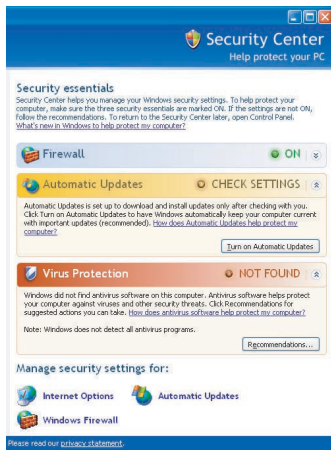 Security Center
Help protect your PC
Security essentials
Security Center helps you manage your Windows security settings. To help protect your
computer, make sure the three security essentials are marked ON. If the settings are not ON,
follow the recommendations. To return to the Security Center later, open Control Panel.
What's new in Windows to help protect my computer?
Firewall ON
Automatic Updates CHECK SETTINGS
Automatic Updates is set up to download and install updates only after checking with you.
Click Turn on Automatic Updates to have Windows automatically keep your computer current
with important updates (recommended). How does Automatic Updates help protect my
computer?
Turn on Automatic Updates
Virus Protection NOT FOUND
Windows did not find antivirus software on this computer. Antivirus software helps protect
your computer against viruses and other security threats. Click Recommendations for
suggested actions you can take. How does antivirus software help protect my computer?
Note: Windows does not detect all antivirus programs.
Recommendations...
Manage security settings for:
Internet Options Automatic Updates
Windows Firewall
Please read our privacy statement.